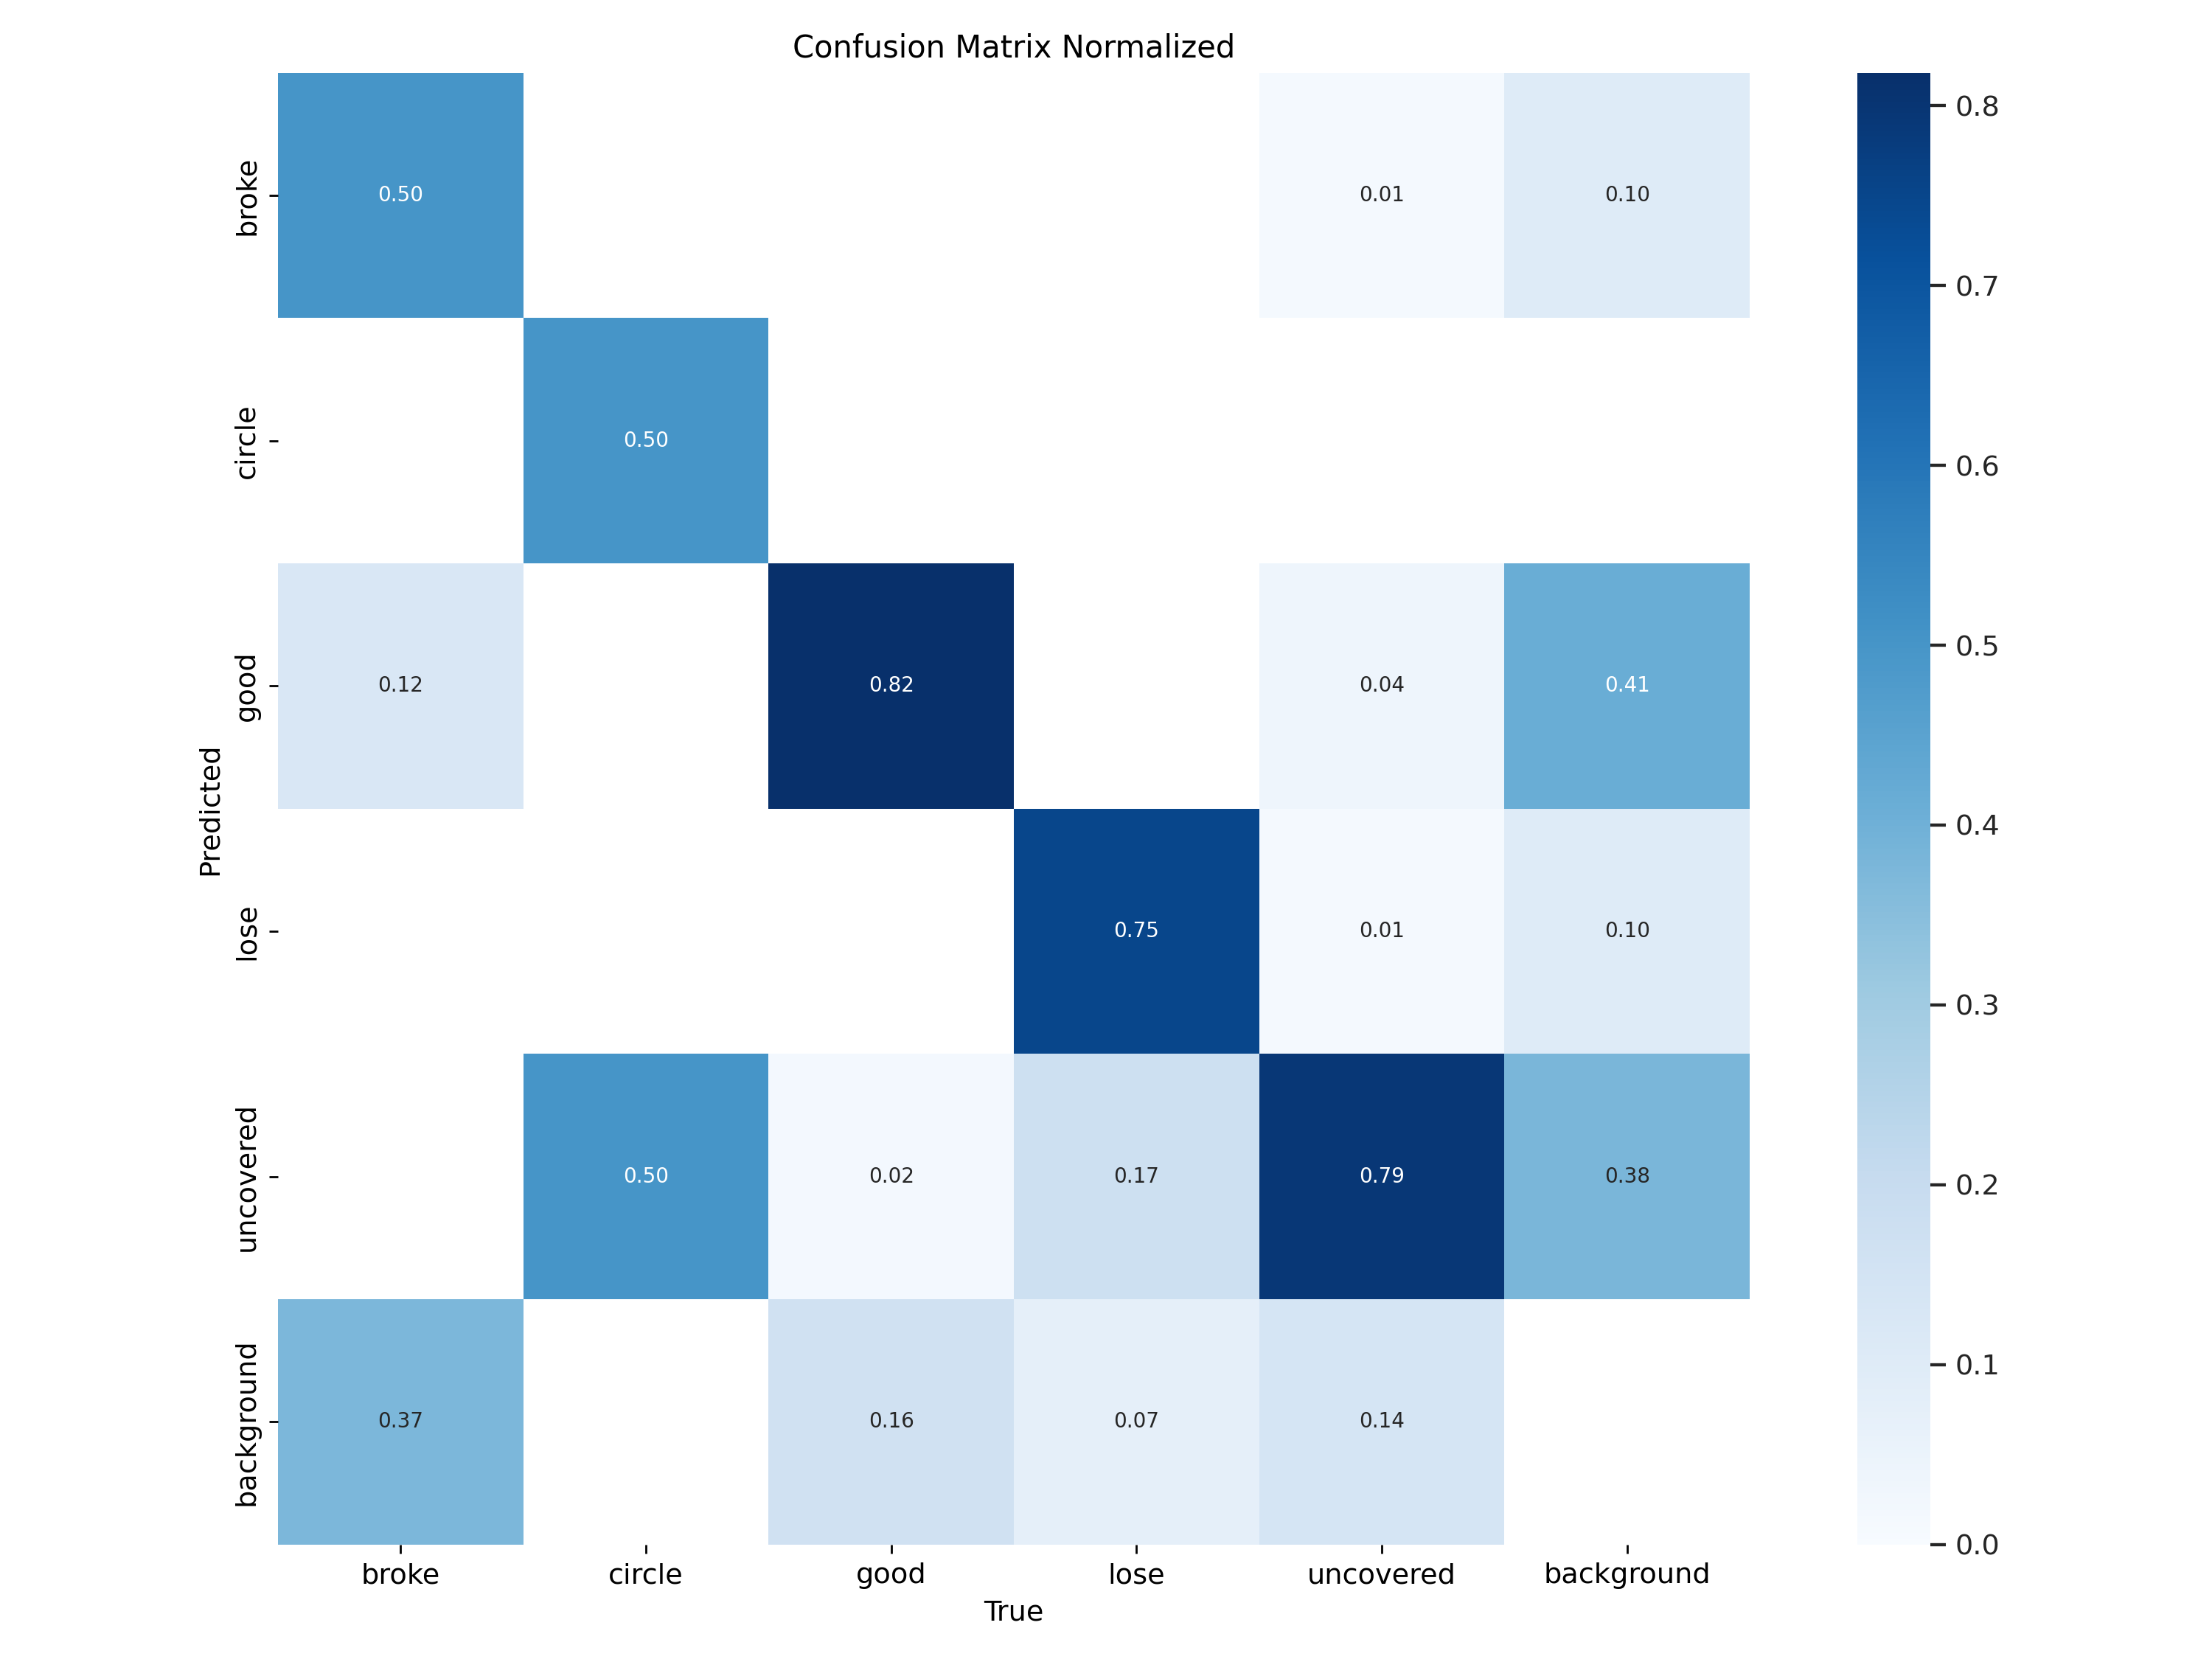 Confusion Matrix Normalized
broke
0.50
0.01
0.10
circle
0.50
good
0.12
0.82
0.04
0.41
lose
0.75
0.01
0.10
uncovered
0.50
0.02
0.17
0.79
0.38
background
0.37
0.16
0.07
0.14
Predicted
broke
circle
good
lose
uncovered
background
True
0.8
0.7
0.6
0.5
0.4
0.3
0.2
0.1
0.0